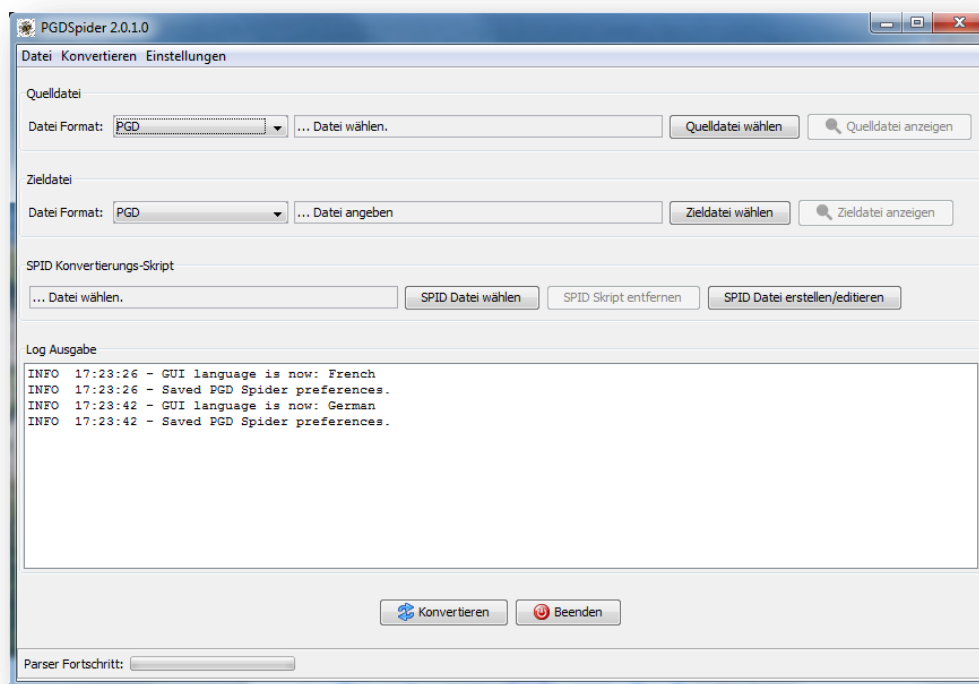 PGDSpider 2.0.1.0
Datei Konvertieren Einstellungen
Quelldatei
Datei Format: PGD ... Datei wählen. Quelldatei wählen Quelldatei anzeigen
Zieldatei
Datei Format: PGD ... Datei angeben Zieldatei wählen Zieldatei anzeigen
SPID Konvertierungs-Skript
... Datei wählen. SPID Datei wählen SPID Skript entfernen SPID Datei erstellen/editieren
Log Ausgabe
INFO 17:23:26 - GUI language is now: French
INFO 17:23:26 - Saved PGD Spider preferences.
INFO 17:23:42 - GUI language is now: German
INFO 17:23:42 - Saved PGD Spider preferences.
Konvertieren Beenden
Parser Fortschritt: